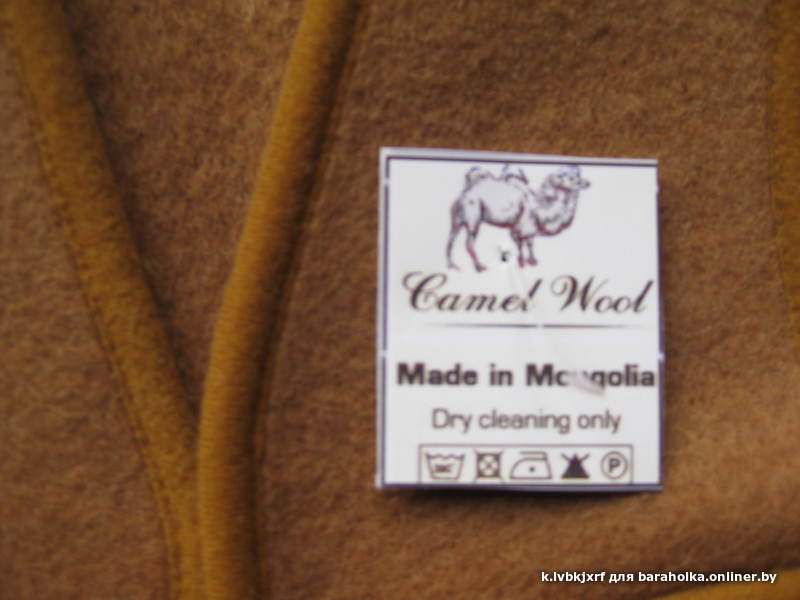 Camel Wool
Made in Mongolia
Dry cleaning only
P
k.lvbkjxrf для baraholka.onliner.by